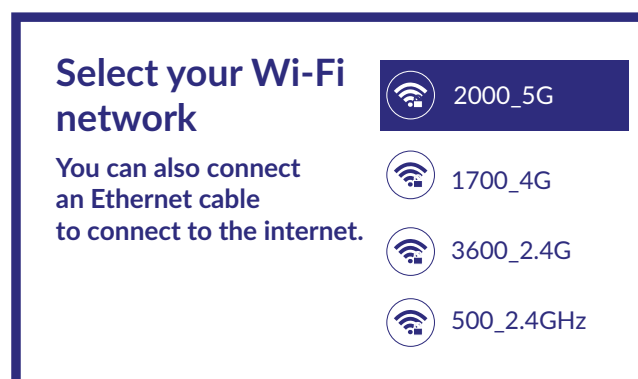 Select your Wi-Fi
network
You can also connect
an Ethernet cable
to connect to the internet.
2000_5G
1700_4G
3600_2.4G
500_2.4GHz